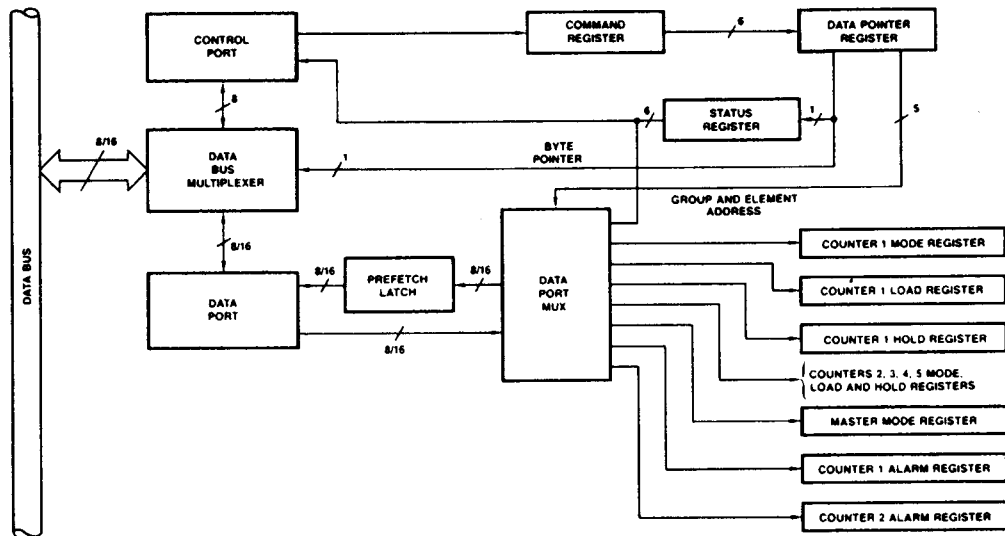 CONTROL
PORT
COMMAND
REGISTER
6
DATA POINTER
REGISTER
8
6
STATUS
REGISTER
1
5
8/16
DATA
BUS
MULTIPLEXER
1
BYTE
POINTER
GROUP AND ELEMENT
ADDRESS
8/16
DATA BUS
DATA
PORT
8/16
PREFETCH
LATCH
8/16
8/16
DATA
PORT
MUX
COUNTER 1 MODE REGISTER
COUNTER 1 LOAD REGISTER
COUNTER 1 HOLD REGISTER
COUNTERS 2, 3, 4, 5 MODE,
LOAD AND HOLD REGISTERS
MASTER MODE REGISTER
COUNTER 1 ALARM REGISTER
COUNTER 2 ALARM REGISTER